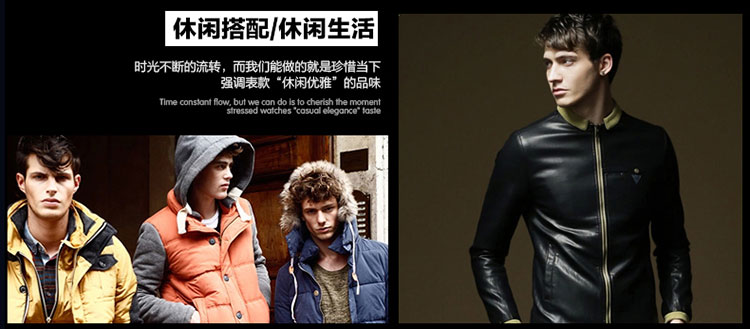 休闲搭配/休闲生活
时光不断的流转，而我们能做的就是珍惜当下
强调表款“休闲优雅”的品味
Time constant flow, but we can do is to cherish the moment
stressed watches "casual elegance" taste